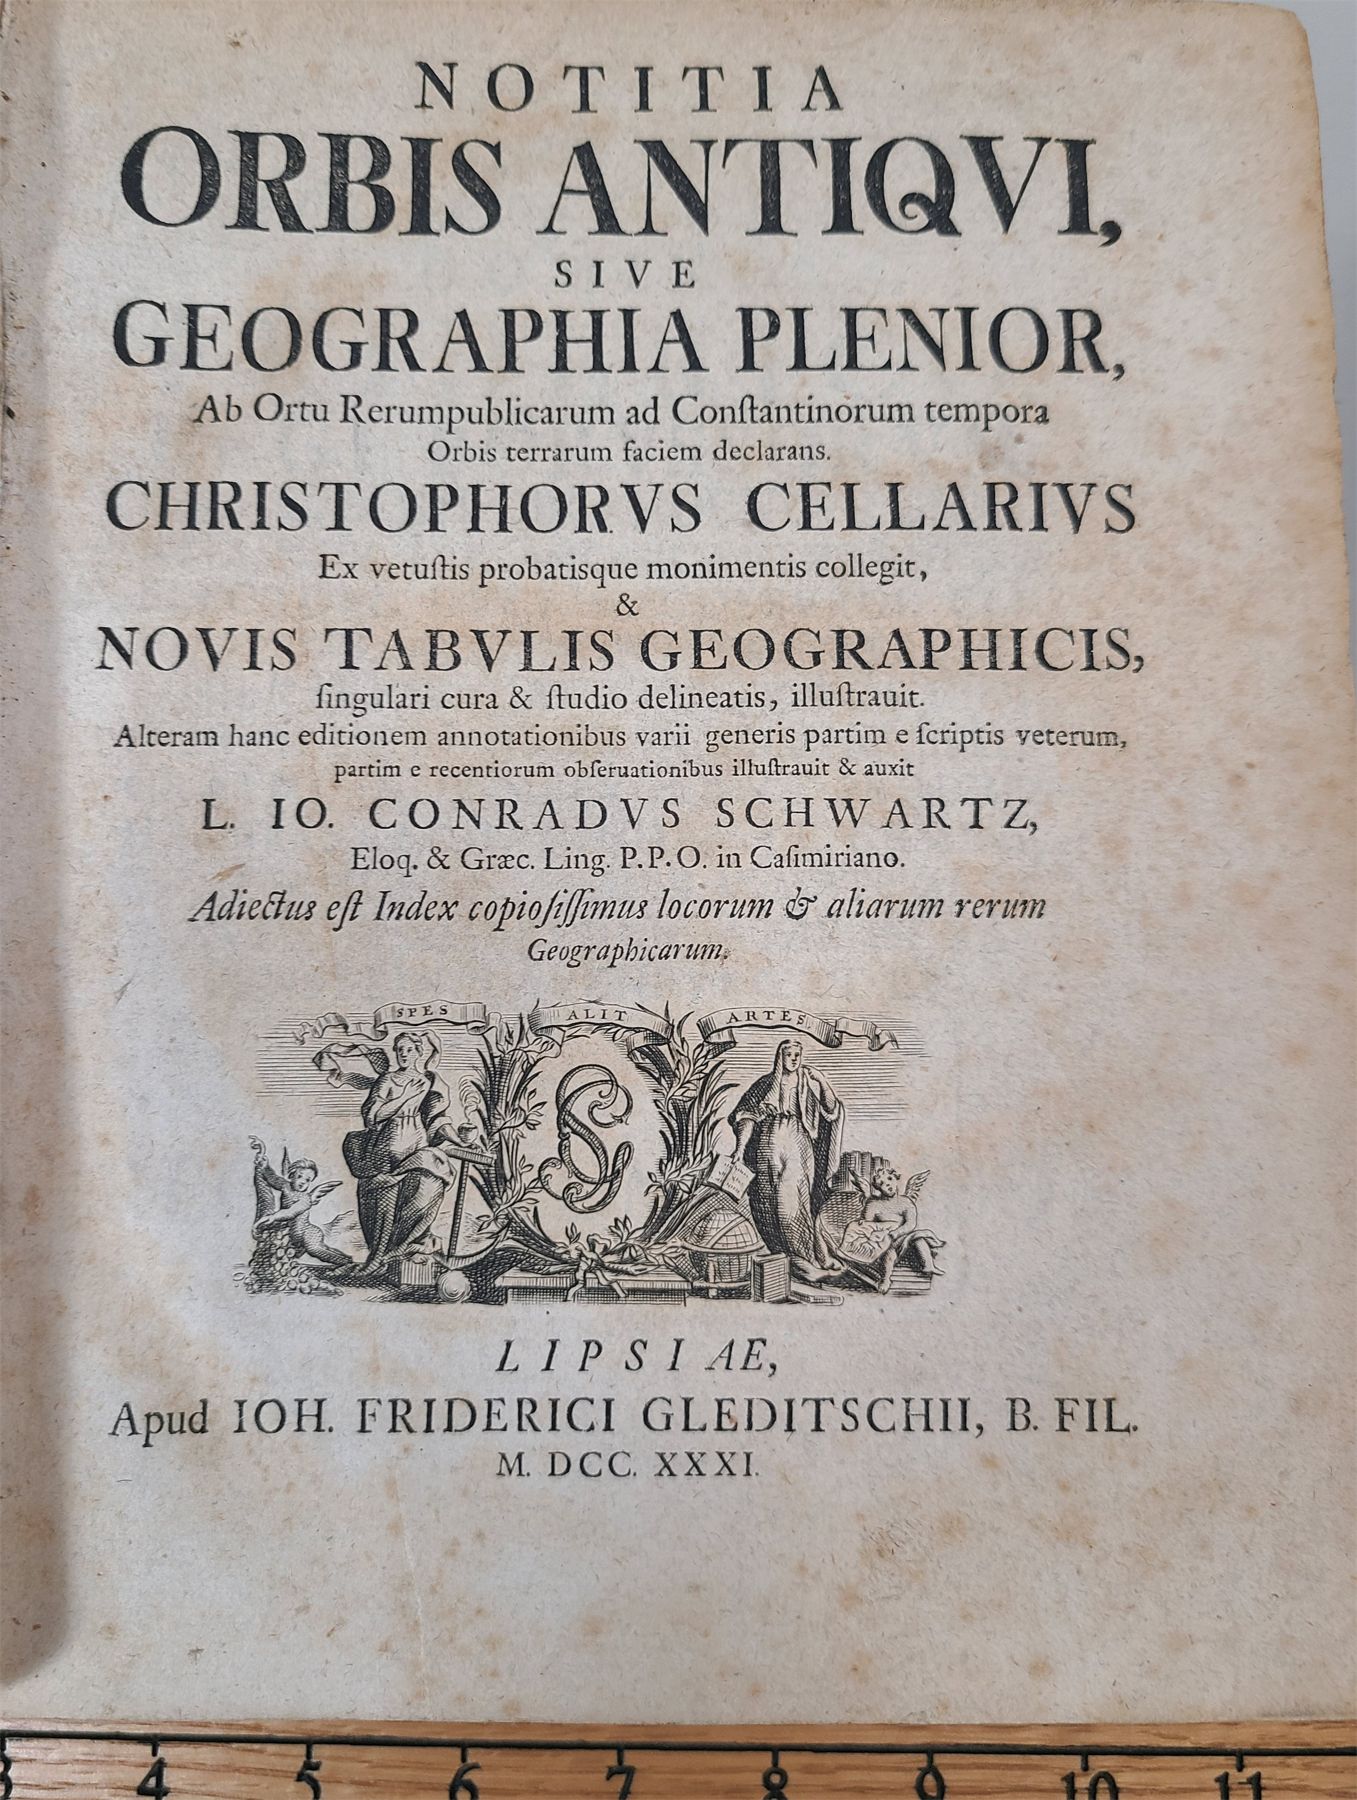 NOTITIA
ORBIS ANTIQVI,
SIVE
GEOGRAPHIA PLENIOR,
Ab Ortu Rerumpublicarum ad Conſtantinorum tempora
Orbis terrarum faciem declarans.
CHRISTOPHORVS CELLARIVS
Ex vetuſtis probatisque monimentis collegit,
&
NOVIS TABVLIS GEOGRAPHICIS,
ſingulari cura & ſtudio delineatis, illuſtrauit.
Alteram hanc editionem annotationibus varii generis partim e ſcriptis veterum,
partim e recentiorum obſeruationibus illuſtrauit & auxit
L. IO. CONRADVS SCHWARTZ,
Eloq. & Græc. Ling. P.P.O. in Caſimiriano.
Adiectus eſt Index copioſiſſimus locorum & aliarum rerum
Geographicarum.
SPES ALIT ARTES
LIPSIAE,
Apud IOH. FRIDERICI GLEDITSCHII, B. FIL.
M. DCC. XXXI.
3 4 5 6 7 8 9 10 11